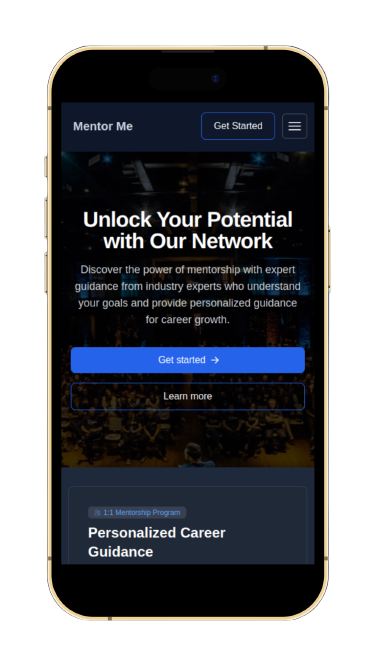 Mentor Me
Get Started
Unlock Your Potential
with Our Network
Discover the power of mentorship with expert
guidance from industry experts who understand
your goals and provide personalized guidance
for career growth.
Get started →
Learn more
1:1 Mentorship Program
Personalized Career
Guidance